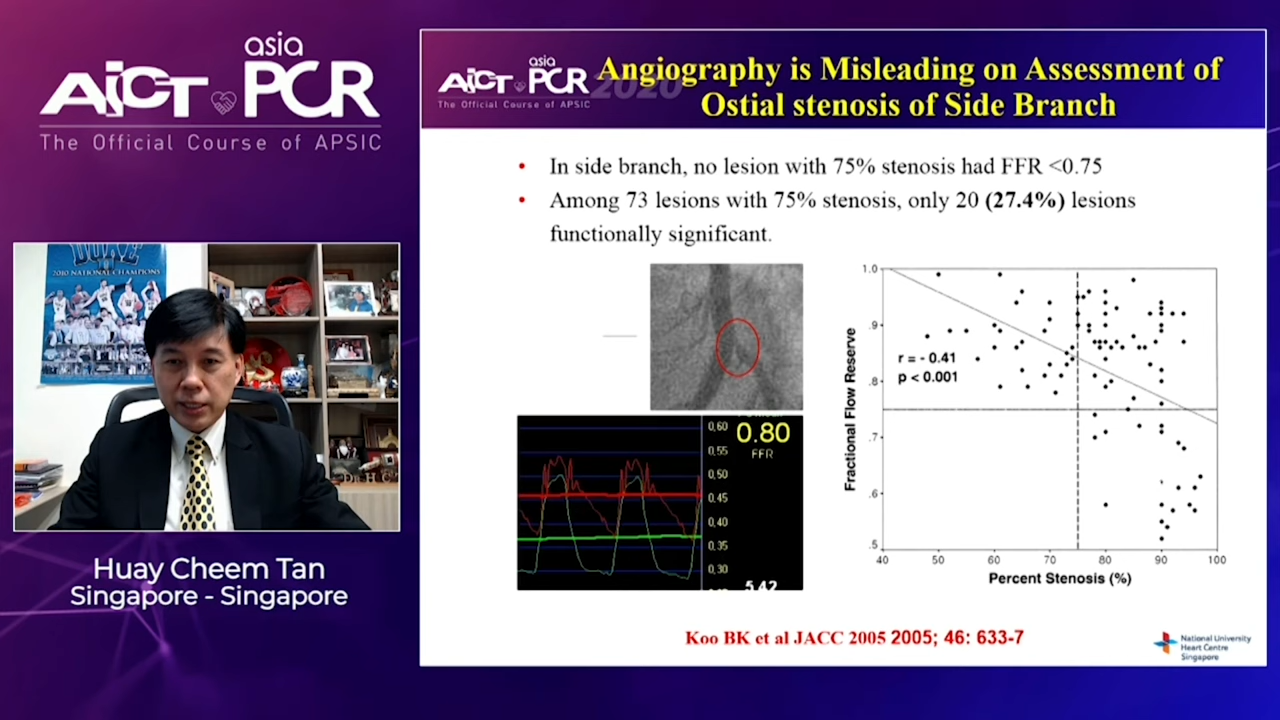 asia
AICT PCR
The Official Course of APSIC
DUKE
2010 NATIONAL CHAMPIONS
Huay Cheem Tan
Singapore - Singapore
asia
AICT PCR
The Official Course of APSIC
2020
Angiography is Misleading on Assessment of
Ostial stenosis of Side Branch
• In side branch, no lesion with 75% stenosis had FFR <0.75
• Among 73 lesions with 75% stenosis, only 20 (27.4%) lesions
functionally significant.
0,60
0,55
0,50
0,45
0,40
0,35
0,30
0.80
FFR
5.42
Fractional Flow Reserve
1.0
.9
.8
.7
.6
.5
r = - 0.41
p < 0.001
40 50 60 70 80 90 100
Percent Stenosis (%)
Koo BK et al JACC 2005 2005; 46: 633-7
National University
Heart Centre
Singapore